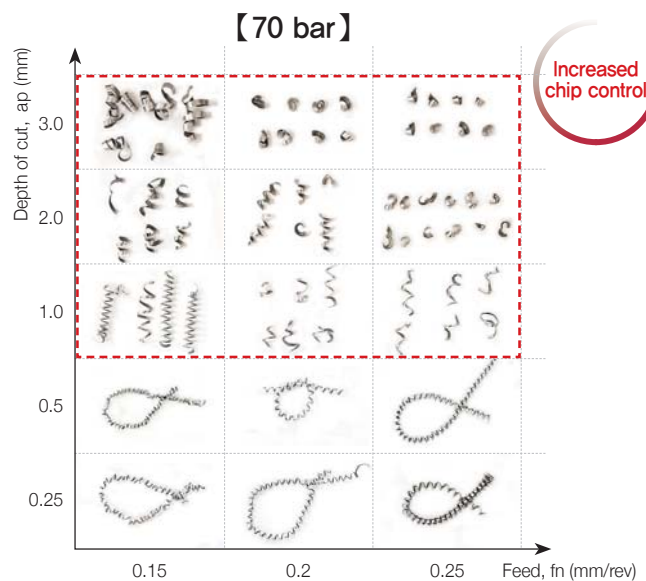 【70 bar】
Increased
chip control
Depth of cut, ap (mm)
3.0
2.0
1.0
0.5
0.25
0.15
0.2
0.25
Feed, fn (mm/rev)